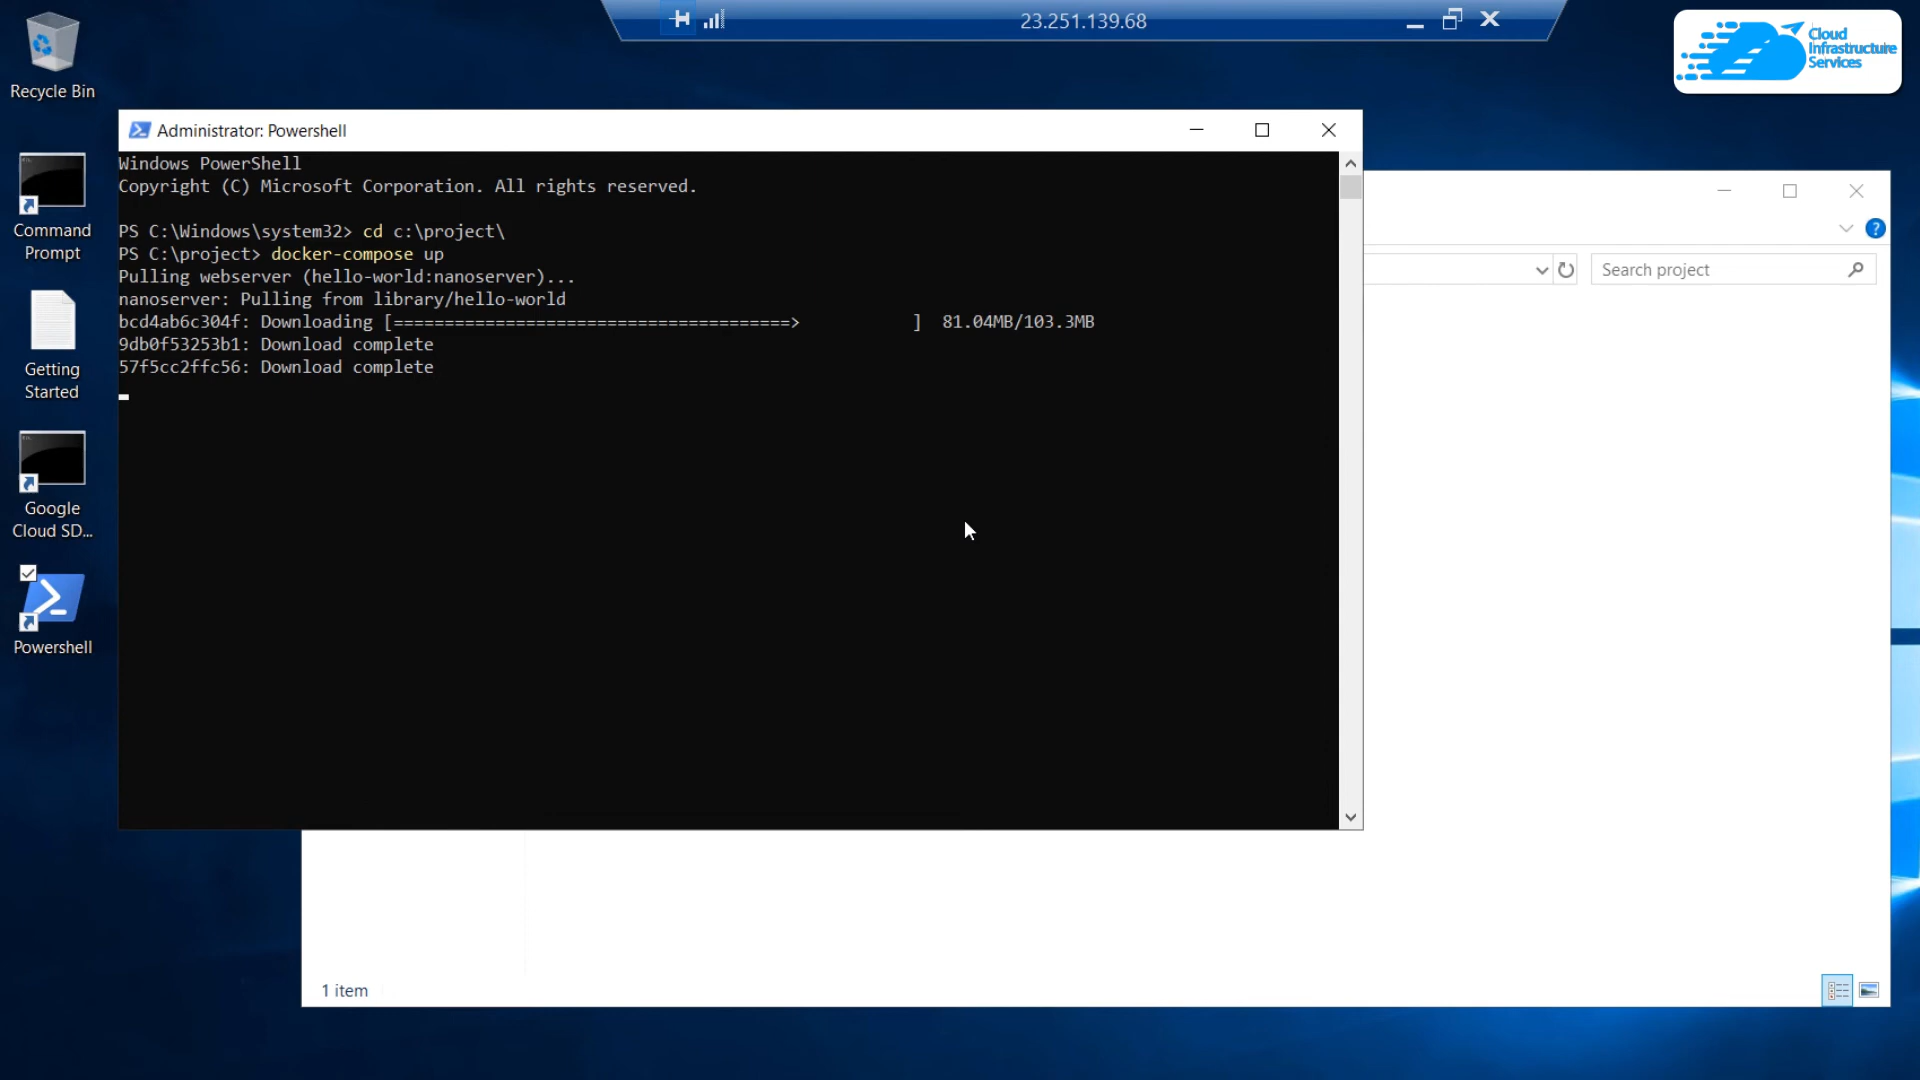 23.251.139.68
Cloud
Infrastructure
Services
Recycle Bin
Command
Prompt
Getting
Started
Google
Cloud SD...
Powershell
Administrator: Powershell
Windows PowerShell
Copyright (C) Microsoft Corporation. All rights reserved.
PS C:\Windows\system32> cd c:\project\
PS C:\project> docker-compose up
Pulling webserver (hello-world:nanoserver)...
nanoserver: Pulling from library/hello-world
bcd4ab6c304f: Downloading [=======================================>           ]  81.04MB/103.3MB
9db0f53253b1: Download complete
57f5cc2ffc56: Download complete
Search project
1 item